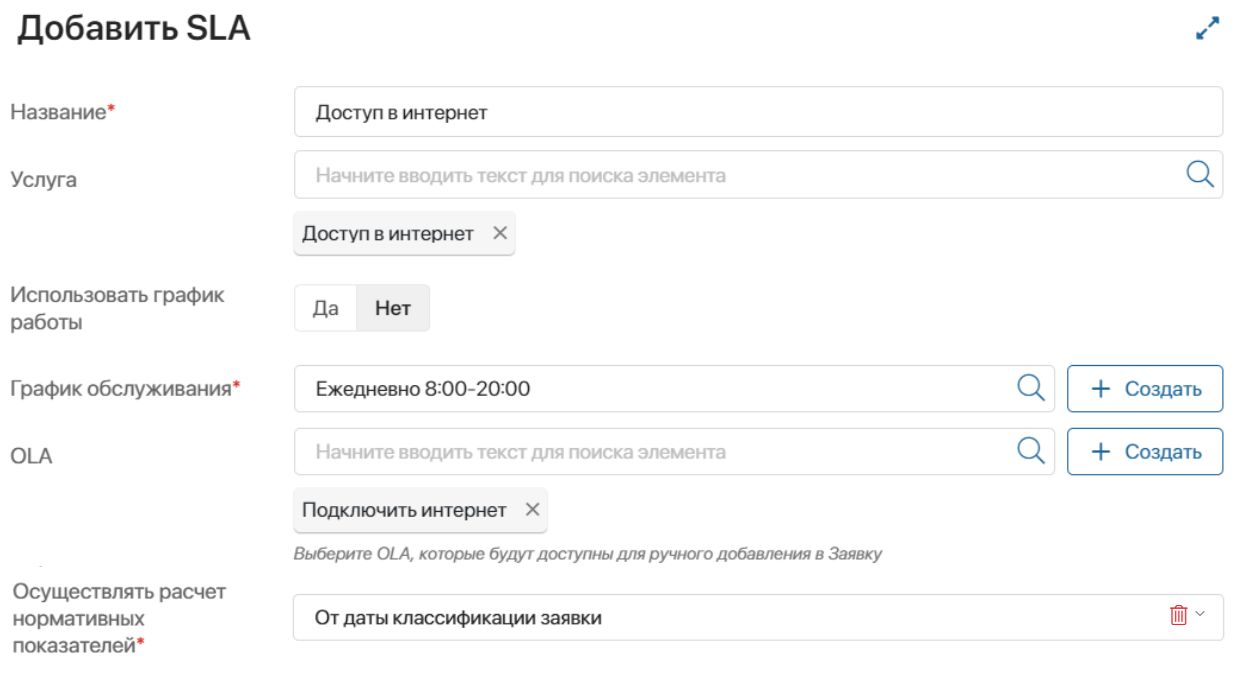 Добавить SLA
Название*
Доступ в интернет
Услуга
Начните вводить текст для поиска элемента
Доступ в интернет ×
Использовать график
работы
Да Нет
График обслуживания*
Ежедневно 8:00-20:00
+ Создать
OLA
Начните вводить текст для поиска элемента
+ Создать
Подключить интернет ×
Выберите OLA, которые будут доступны для ручного добавления в Заявку
Осуществлять расчет
нормативных
показателей*
От даты классификации заявки